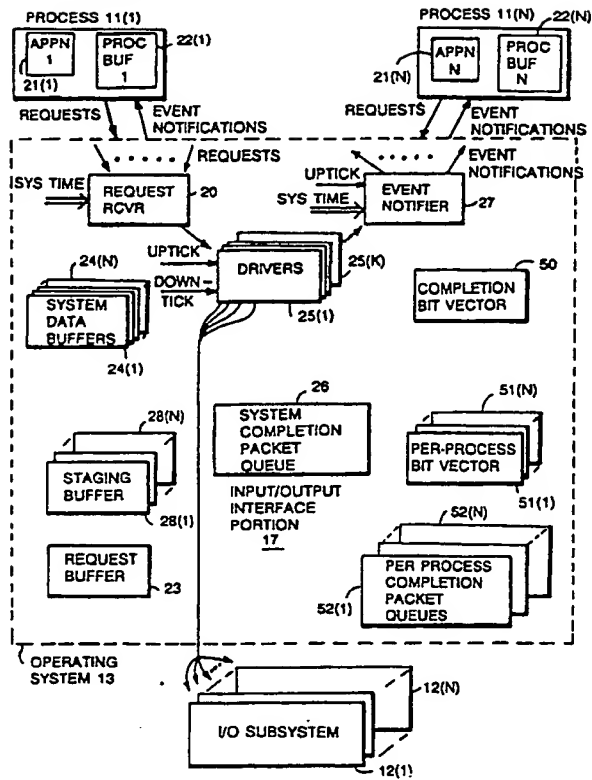 PROCESS 11(1)
APPN
1
21(1)
PROC
BUF
1
22(1)
REQUESTS
EVENT
NOTIFICATIONS
PROCESS 11(N)
22(N)
APPN
N
21(N)
PROC
BUF
N
REQUESTS
EVENT
NOTIFICATIONS
REQUESTS
EVENT
NOTIFICATIONS
SYS TIME
REQUEST
RCVR
20
UPTICK
SYS TIME
EVENT
NOTIFIER
27
UPTICK
DOWN-
TICK
DRIVERS
25(K)
25(1)
24(N)
SYSTEM
DATA
BUFFERS
24(1)
50
COMPLETION
BIT VECTOR
26
SYSTEM
COMPLETION
PACKET
QUEUE
INPUT/OUTPUT
INTERFACE
PORTION
17
28(N)
STAGING
BUFFER
28(1)
51(N)
PER-PROCESS
BIT VECTOR
51(1)
REQUEST
BUFFER
23
52(N)
PER PROCESS
COMPLETION
PACKET
QUEUES
52(1)
OPERATING
SYSTEM 13
12(N)
I/O SUBSYSTEM
12(1)